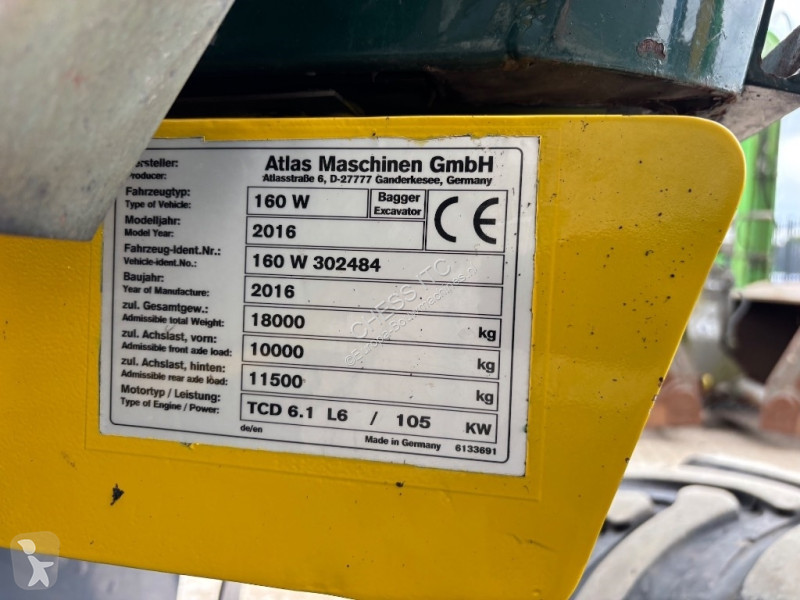 Atlas Maschinen GmbH
Atlasstraße 6, D-27777 Ganderkesee, Germany
Fahrzeugtyp: 160 W Bagger
Type of Vehicle: Excavator CE
Modelljahr:
Model Year: 2016
Fahrzeug-Ident.Nr.:
Vehicle-ident.No.: 160 W 302484
Baujahr:
Year of Manufacture: 2016
zul. Gesamtgew.:
Admissible total Weight: 18000 kg
zul. Achslast, vorn:
Admissible front axle load: 10000 kg
zul. Achslast, hinten:
Admissible rear axle load: 11500 kg
Motortyp / Leistung:
Type of Engine / Power: TCD 6.1 L6 / 105 KW
de/en
Made in Germany 6133691
CHESS ITC